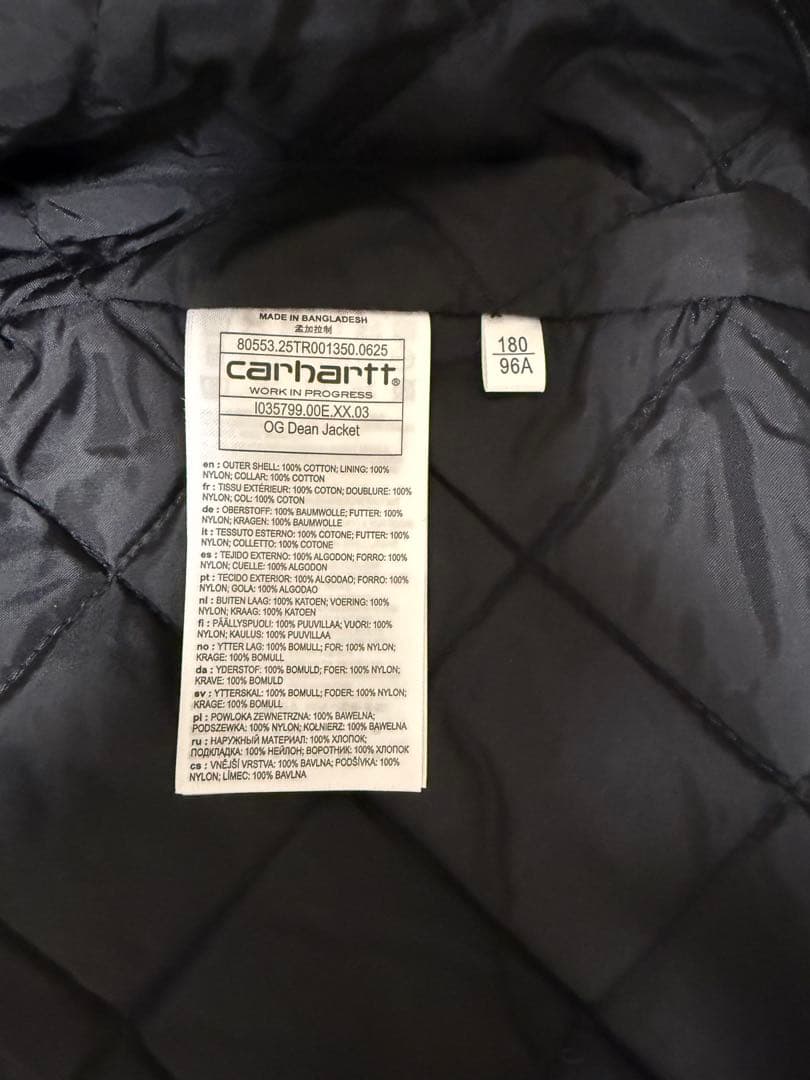 MADE IN BANGLADESH
孟加拉制
80553.25TR001350.0625
carhartt®
WORK IN PROGRESS
I035799.00E.XX.03
OG Dean Jacket
en : OUTER SHELL: 100% COTTON; LINING: 100%
NYLON; COLLAR: 100% COTTON
fr : TISSU EXTÉRIEUR: 100% COTON; DOUBLURE: 100%
NYLON; COL: 100% COTON
de : OBERSTOFF: 100% BAUMWOLLE; FUTTER: 100%
NYLON; KRAGEN: 100% BAUMWOLLE
it : TESSUTO ESTERNO: 100% COTONE; FUTTER: 100%
NYLON; COLLETTO: 100% COTONE
es : TEJIDO EXTERNO: 100% ALGODON; FORRO: 100%
NYLON; CUELLE: 100% ALGODON
pt : TECIDO EXTERIOR: 100% ALGODAO; FORRO: 100%
NYLON; GOLA: 100% ALGODAO
nl : BUITEN LAAG: 100% KATOEN; VOERING: 100%
NYLON; KRAAG: 100% KATOEN
fi : PÄÄLLYSPUOLI: 100% PUUVILLAA; VUORI: 100%
NYLON; KAULUS: 100% PUUVILLAA
no : YTTER LAG: 100% BOMULL; FOR: 100% NYLON;
KRAGE: 100% BOMULL
da : YDERSTOF: 100% BOMULD; FOER: 100% NYLON;
KRAVE: 100% BOMULD
sv : YTTERSKAL: 100% BOMULL; FODER: 100% NYLON;
KRAGE: 100% BOMULL
pl : POWLOKA ZEWNETRZNA: 100% BAWELNA;
PODSZEWKA: 100% NYLON; KOŁNIERZ: 100% BAWELNA
ru : НАРУЖНЫЙ МАТЕРИАЛ: 100% ХЛОПОК;
ПОДКЛАДКА: 100% НЕЙЛОН; ВОРОТНИК: 100% ХЛОПОК
cs : VNĚJŠÍ VRSTVA: 100% BAVLNA; PODŠÍVKA: 100%
NYLON; LÍMEC: 100% BAVLNA
180
96A